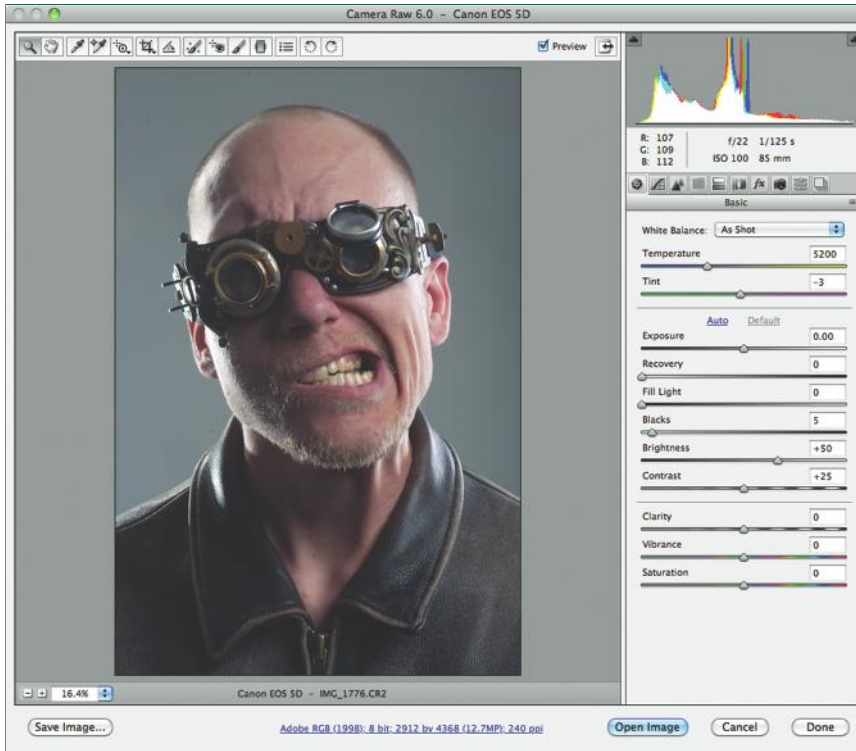 Camera Raw 6.0 – Canon EOS 5D
Preview
R: 107
G: 109
B: 112
f/22 1/125 s
ISO 100 85 mm
fx
Basic
White Balance: As Shot
Temperature 5200
Tint -3
Auto Default
Exposure 0.00
Recovery 0
Fill Light 0
Blacks 5
Brightness +50
Contrast +25
Clarity 0
Vibrance 0
Saturation 0
16.4%
Canon EOS 5D – IMG_1776.CR2
Save Image...
Adobe RGB (1998); 8 bit; 2912 by 4368 (12.7MP); 240 ppi
Open Image
Cancel
Done